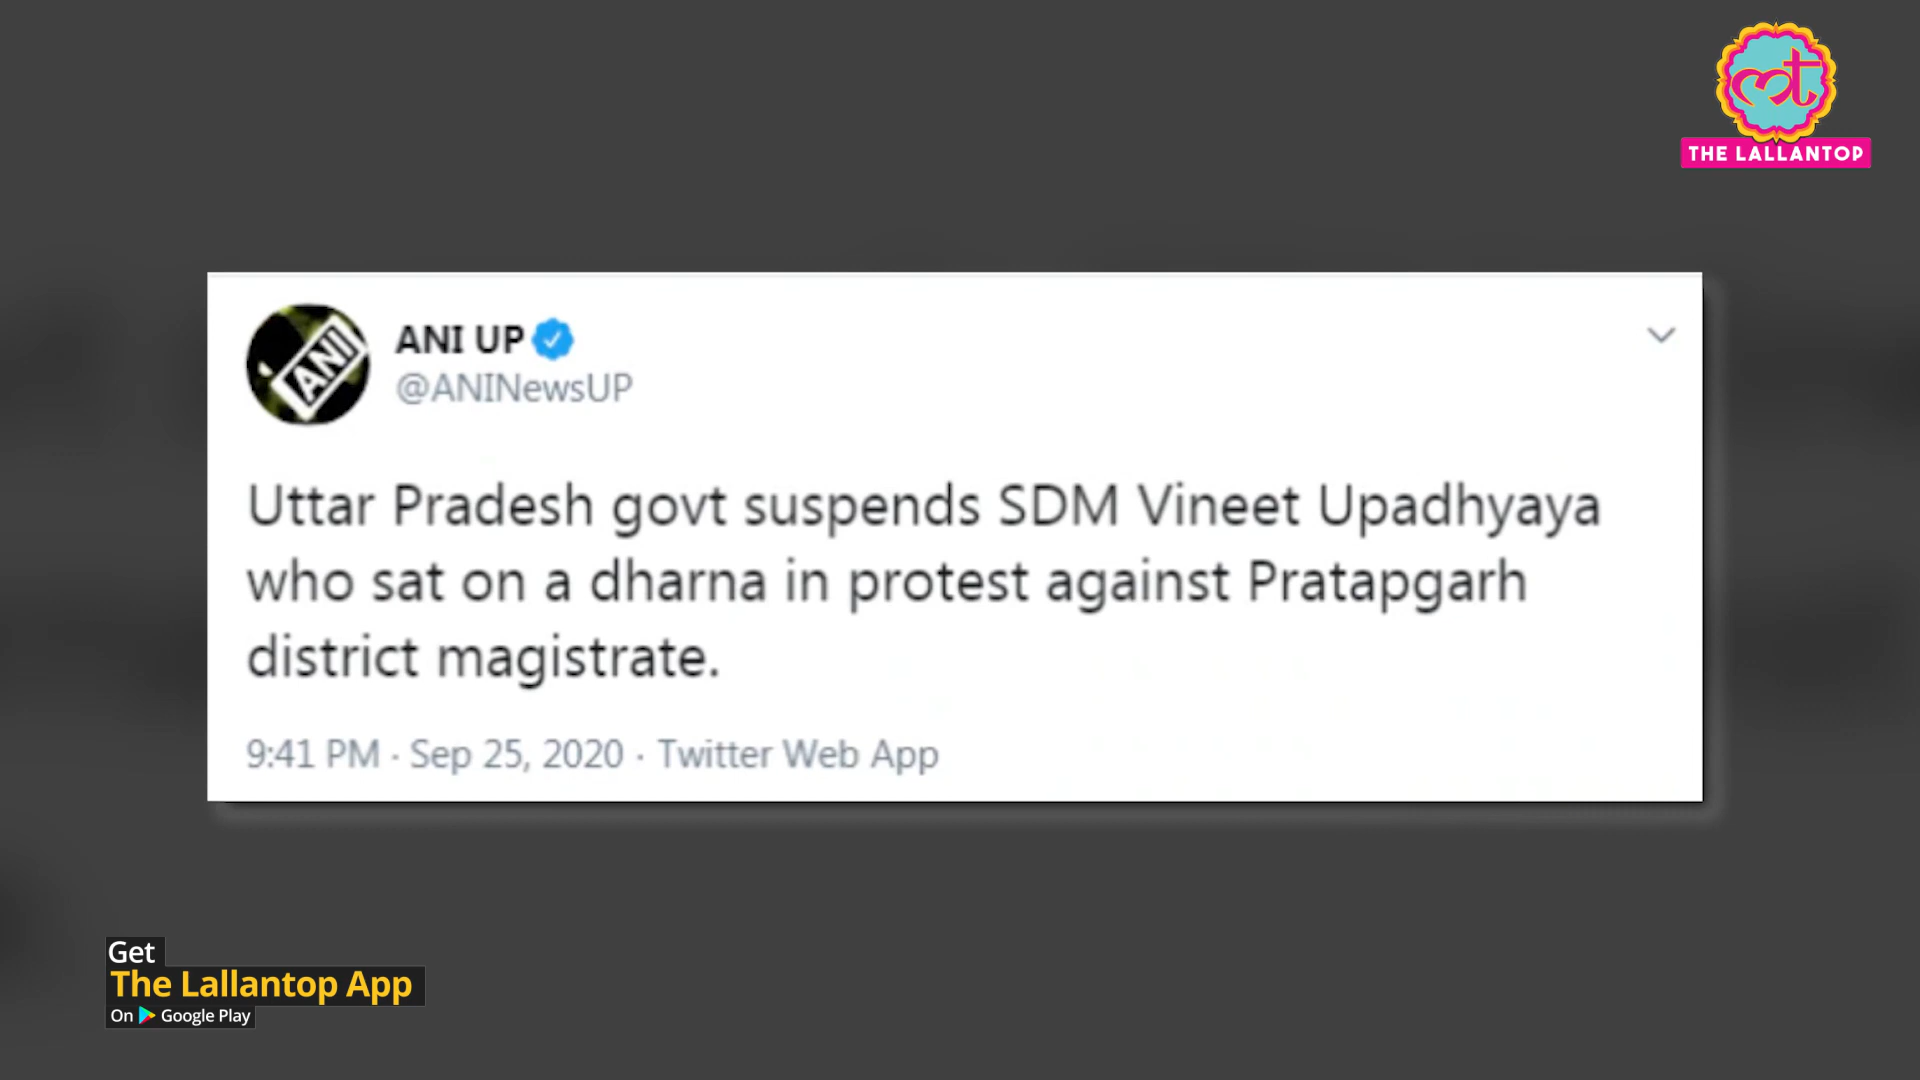 THE LALLANTOP
ANI
ANI UP
@ANINewsUP
Uttar Pradesh govt suspends SDM Vineet Upadhyaya
who sat on a dharna in protest against Pratapgarh
district magistrate.
9:41 PM · Sep 25, 2020 · Twitter Web App
Get
The Lallantop App
On Google Play